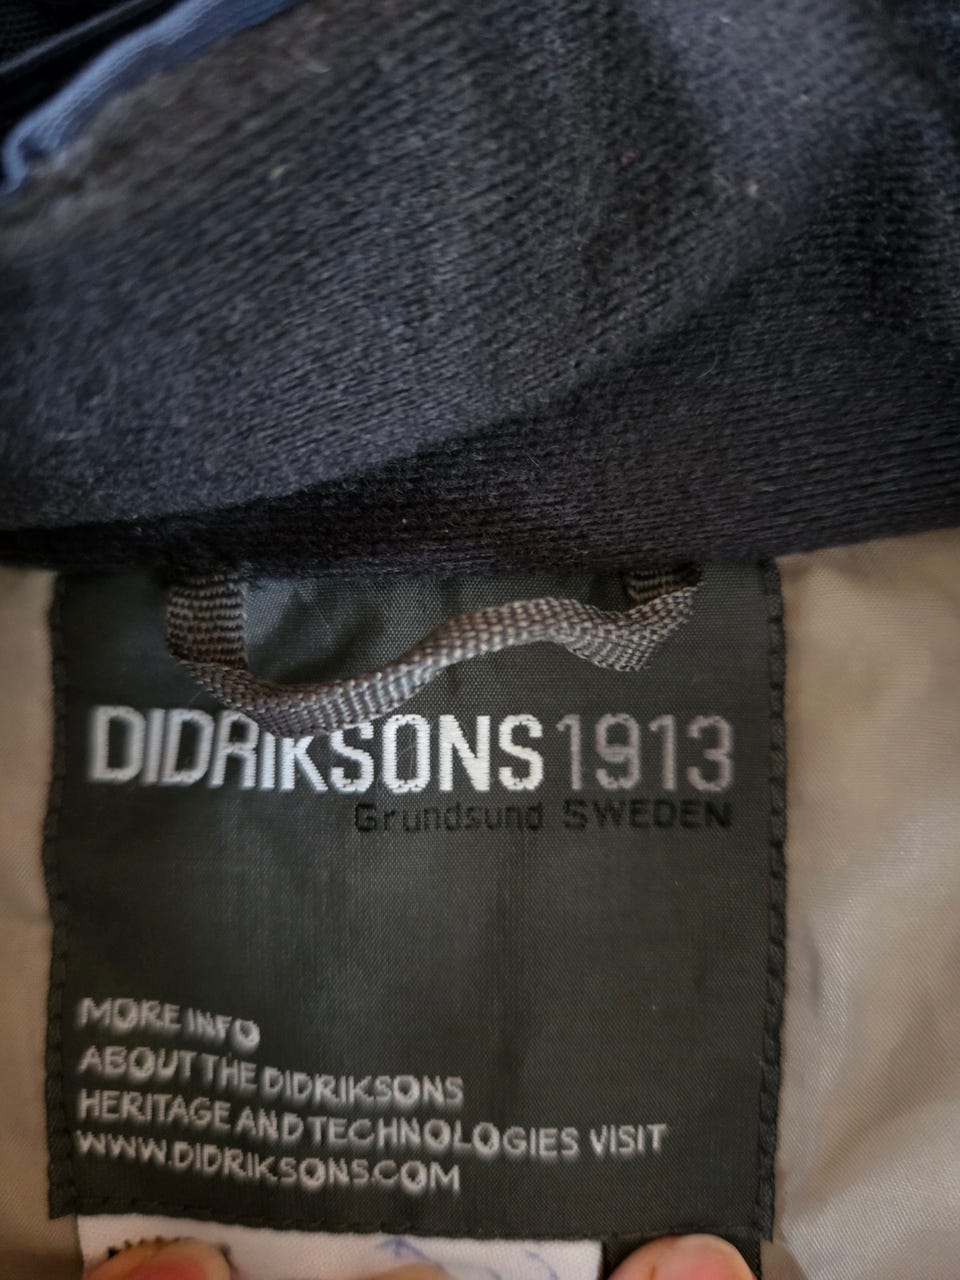 DIDRIKSONS1913
Grundsund SWEDEN
MORE INFO
ABOUT THE DIDRIKSONS
HERITAGE AND TECHNOLOGIES VISIT
WWW.DIDRIKSONS.COM